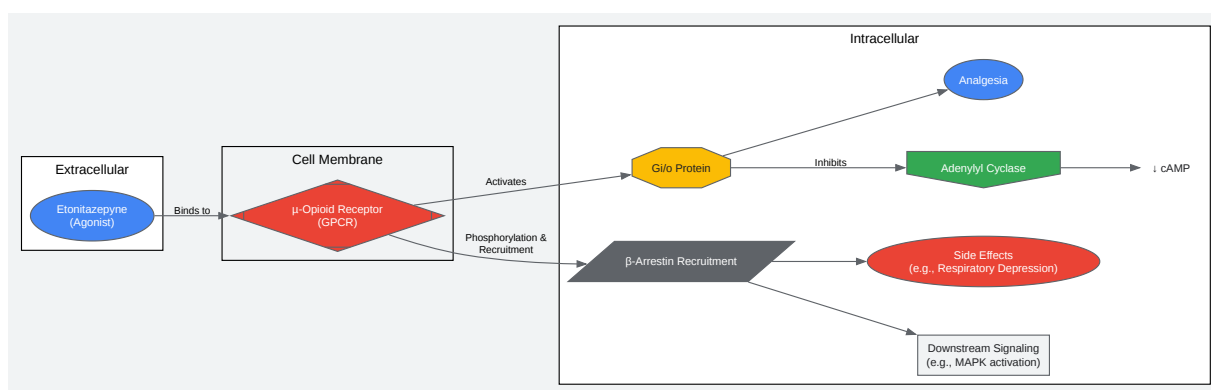 Extracellular
Etonitazepyne
(Agonist)
Binds to
Cell Membrane
µ-Opioid Receptor
(GPCR)
Activates
Phosphorylation &
Recruitment
Intracellular
Analgesia
Gi/o Protein
Inhibits
Adenylyl Cyclase
↓ cAMP
β-Arrestin Recruitment
Side Effects
(e.g., Respiratory Depression)
Downstream Signaling
(e.g., MAPK activation)